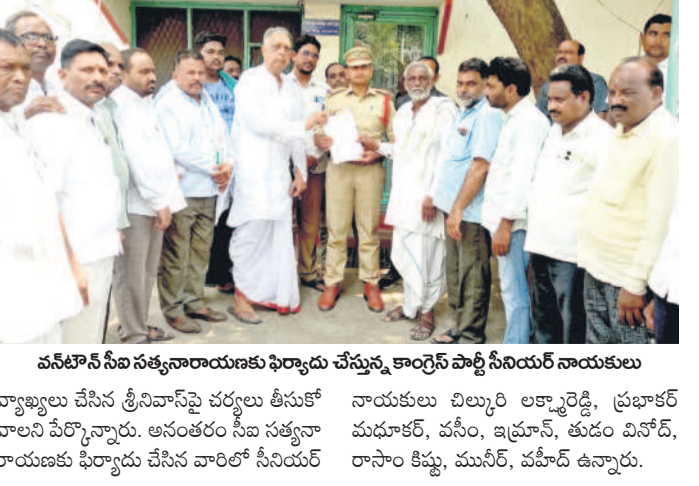 వన్‌టౌన్ సీఐ సత్యనారాయణకు ఫిర్యాదు చేస్తున్న కాంగ్రెస్ పార్టీ సీనియర్ నాయకులు
వ్యాఖ్యలు చేసిన శ్రీనివాస్‌పై చర్యలు తీసుకో
వాలని పేర్కొన్నారు. అనంతరం సీఐ సత్యనా
రాయణకు ఫిర్యాదు చేసిన వారిలో సీనియర్
నాయకులు చిల్కురి లక్ష్మారెడ్డి, ప్రభాకర్
మధూకర్, వసీం, ఇమ్రాన్, తుడం వినోద్,
రాసాం కిష్టు, మునీర్, వహీద్ ఉన్నారు.